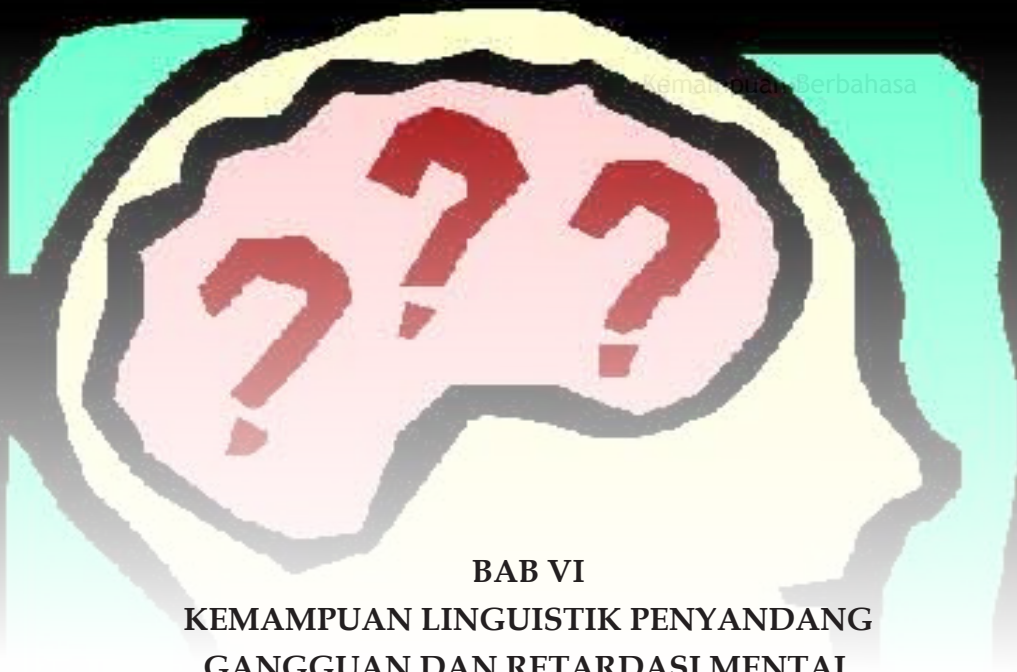 Kemampuan Berbahasa
BAB VI
KEMAMPUAN LINGUISTIK PENYANDANG
GANGGUAN DAN RETARDASI MENTAL